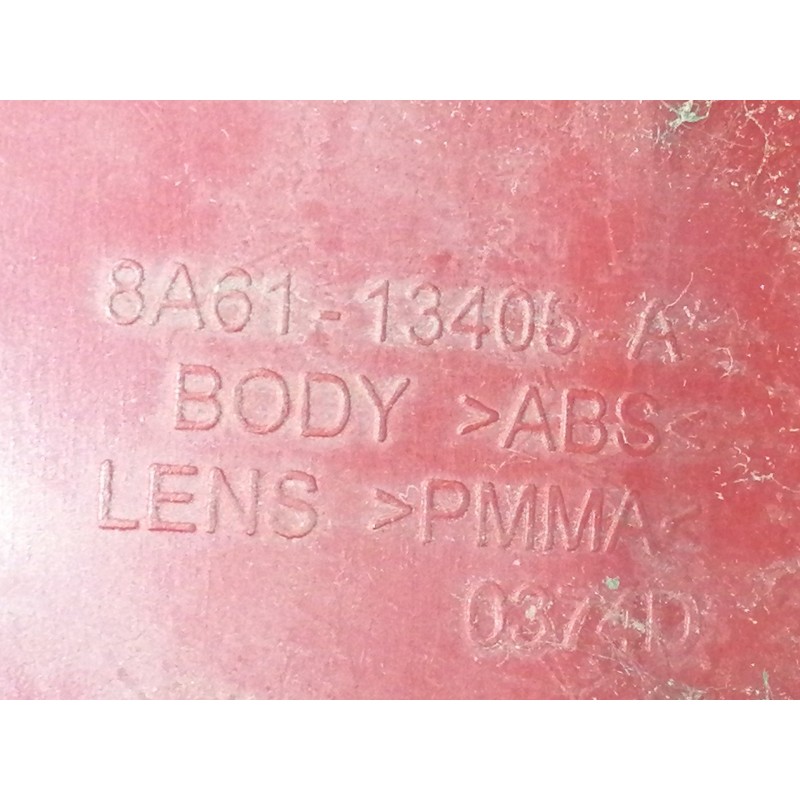 8A61-13405-A
BODY >ABS<
LENS >PMMA<